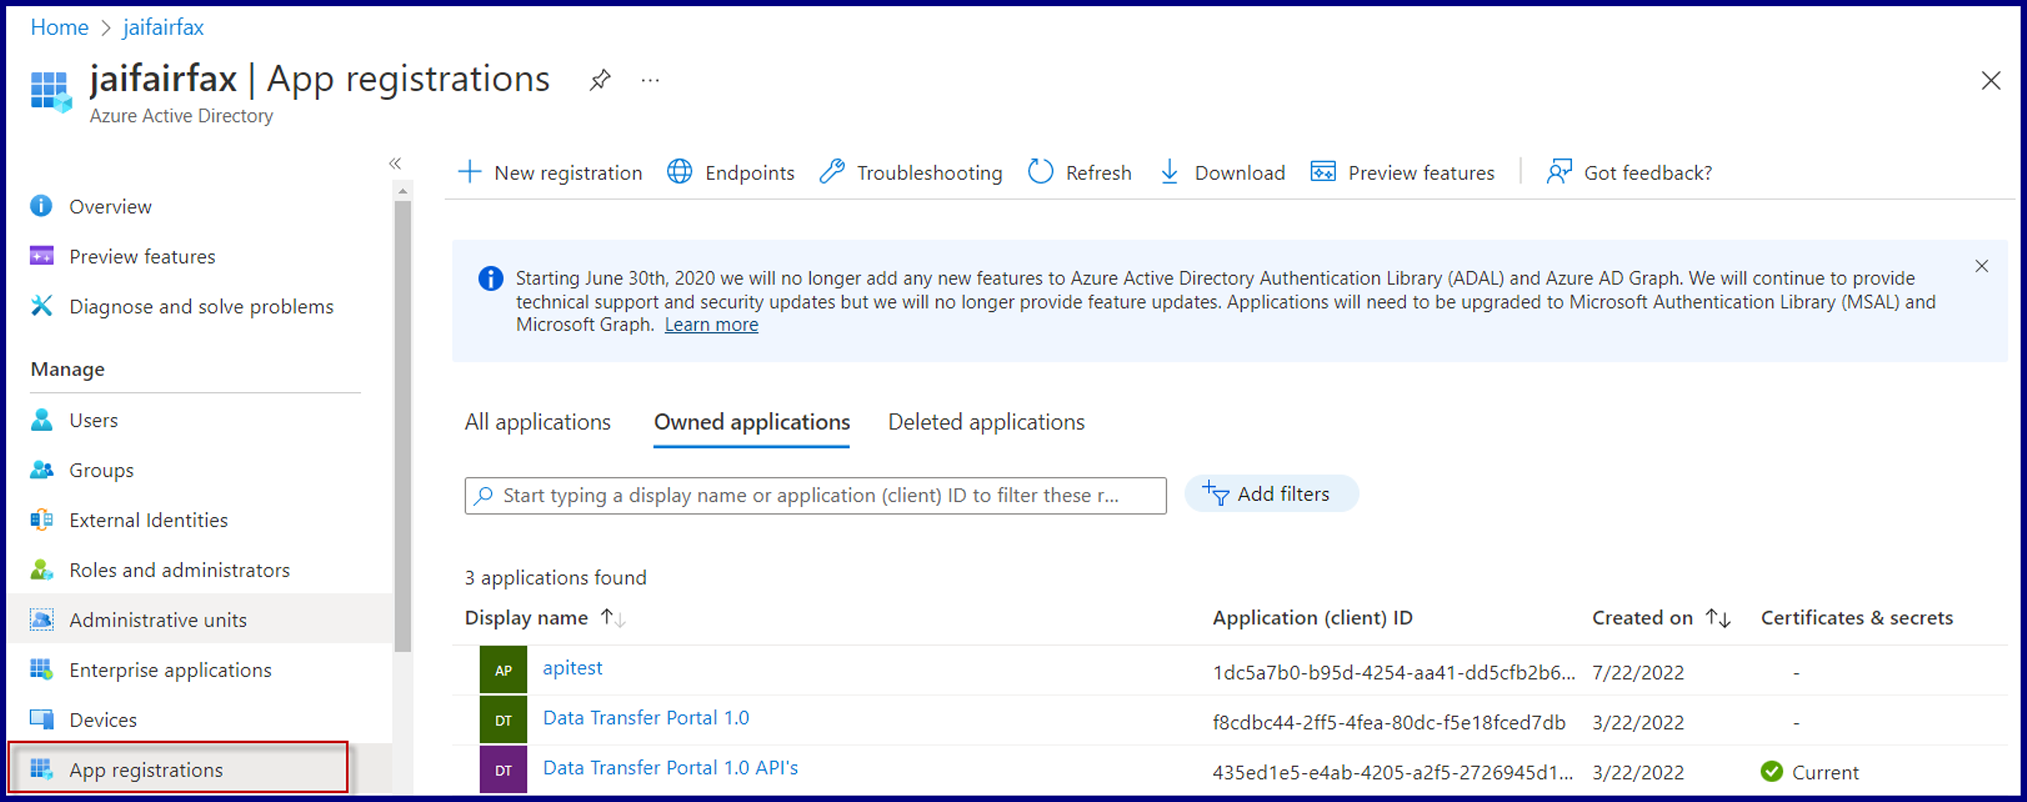 Home > jaifairfax
jaifairfax | App registrations ...
Azure Active Directory
«
Overview
Preview features
Diagnose and solve problems
Manage
Users
Groups
External Identities
Roles and administrators
Administrative units
Enterprise applications
Devices
App registrations
New registration Endpoints Troubleshooting Refresh Download Preview features Got feedback?
Starting June 30th, 2020 we will no longer add any new features to Azure Active Directory Authentication Library (ADAL) and Azure AD Graph. We will continue to provide
technical support and security updates but we will no longer provide feature updates. Applications will need to be upgraded to Microsoft Authentication Library (MSAL) and
Microsoft Graph. Learn more
All applications Owned applications Deleted applications
Start typing a display name or application (client) ID to filter these r...
Add filters
3 applications found
Display name ↑↓ Application (client) ID Created on ↑↓ Certificates & secrets
AP apitest 1dc5a7b0-b95d-4254-aa41-dd5cfb2b6... 7/22/2022 -
DT Data Transfer Portal 1.0 f8cdbc44-2ff5-4fea-80dc-f5e18fced7db 3/22/2022 -
DT Data Transfer Portal 1.0 API's 435ed1e5-e4ab-4205-a2f5-2726945d1... 3/22/2022 Current